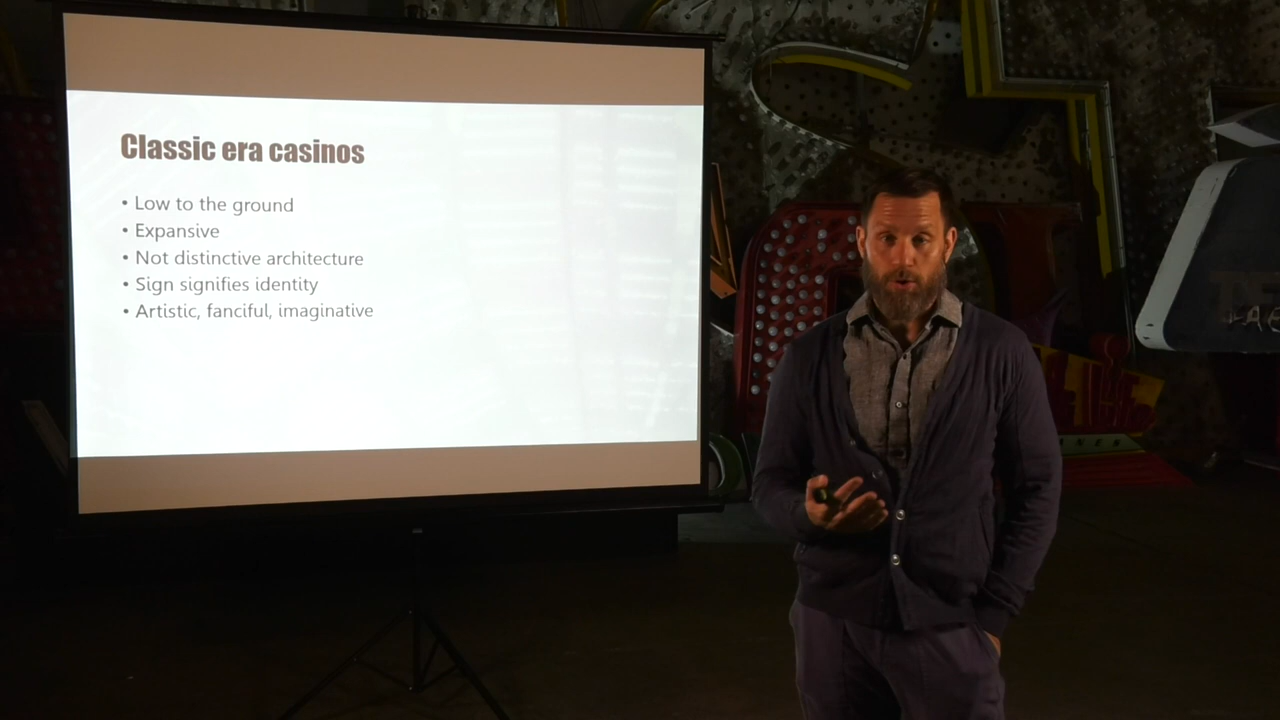 Classic era casinos
• Low to the ground
• Expansive
• Not distinctive architecture
• Sign signifies identity
• Artistic, fanciful, imaginative